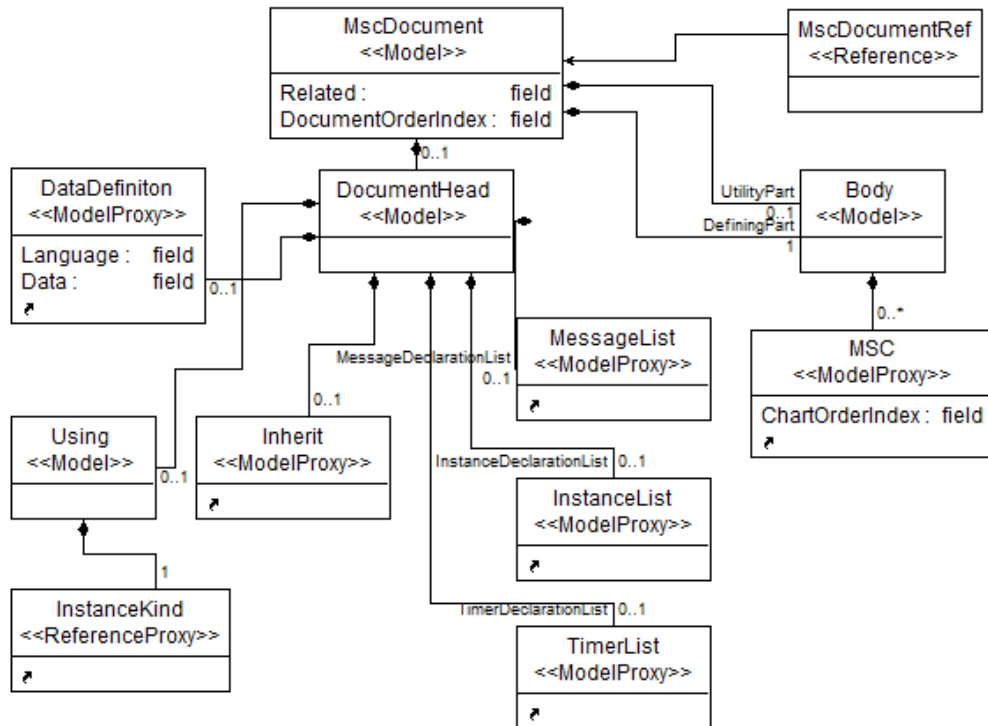 MscDocument
<<Model>>
Related : field
DocumentOrderIndex : field
MscDocumentRef
<<Reference>>
0..1
DataDefiniton
<<ModelProxy>>
Language : field
Data : field
0..1
DocumentHead
<<Model>>
UtilityPart
0..1
DefiningPart
1
Body
<<Model>>
0..*
MSC
<<ModelProxy>>
ChartOrderIndex : field
MessageDeclarationList
0..1
MessageList
<<ModelProxy>>
0..1
Using
<<Model>>
0..1
Inherit
<<ModelProxy>>
InstanceDeclarationList 0..1
InstanceList
<<ModelProxy>>
1
InstanceKind
<<ReferenceProxy>>
TimerDeclarationList 0..1
TimerList
<<ModelProxy>>